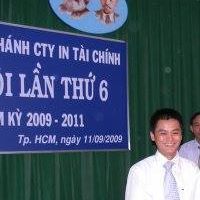 HÁNH CTY IN TÀI CHÍNH
ỘI LẦN THỨ 6
M KỲ 2009 - 2011
Tp. HCM, ngày 11/09/2009